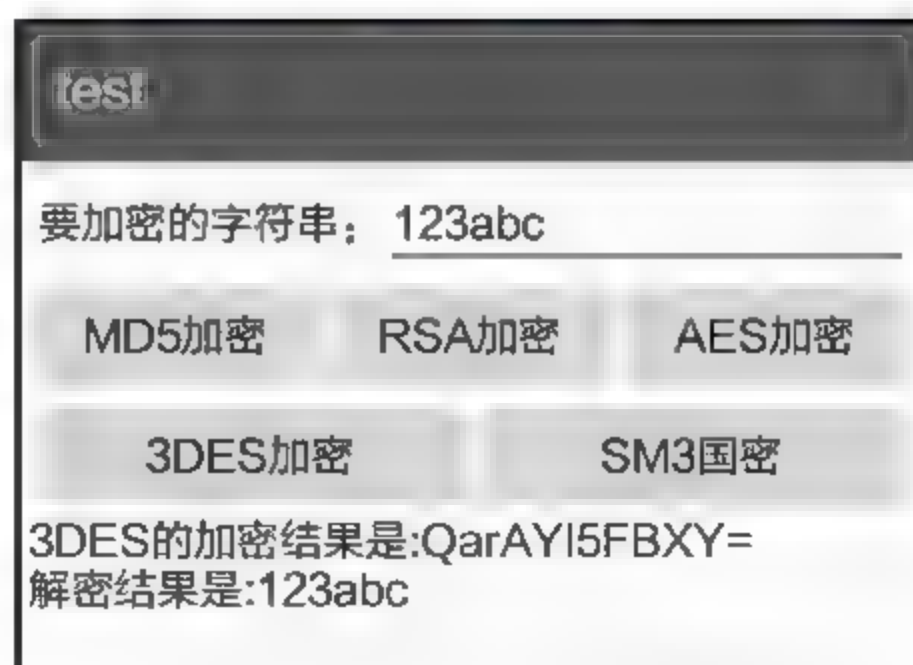 test
要加密的字符串：123abc
MD5加密 RSA加密 AES加密
3DES加密 SM3国密
3DES的加密结果是:QarAYI5FBXY=
解密结果是:123abc